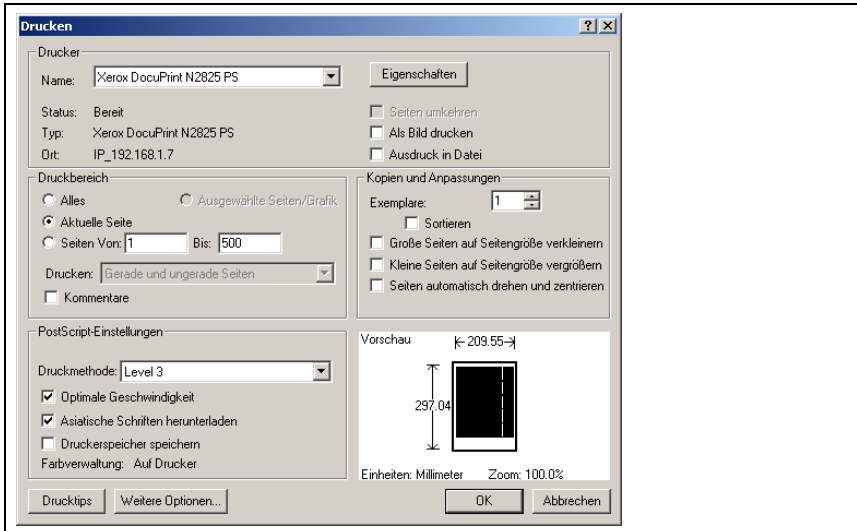 Drucken
Drucker
Name: Xerox DocuPrint N2825 PS
Eigenschaften
Status: Bereit
Seiten umkehren
Typ: Xerox DocuPrint N2825 PS
Als Bild drucken
Ort: IP_192.168.1.7
Ausdruck in Datei
Druckbereich
Alles
Ausgewählte Seiten/Grafik
Aktuelle Seite
Seiten Von: 1 Bis: 500
Drucken: Gerade und ungerade Seiten
Kommentare
Kopien und Anpassungen
Exemplare: 1
Sortieren
Große Seiten auf Seitengröße verkleinern
Kleine Seiten auf Seitengröße vergrößern
Seiten automatisch drehen und zentrieren
PostScript-Einstellungen
Druckmethode: Level 3
Optimale Geschwindigkeit
Asiatische Schriften herunterladen
Druckerspeicher speichern
Farbverwaltung: Auf Drucker
Vorschau
209.55
297.04
Einheiten: Millimeter Zoom: 100.0%
Drucktips
Weitere Optionen...
OK
Abbrechen